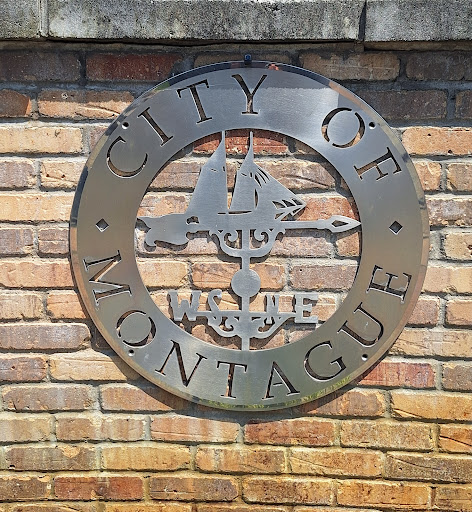 CITY OF
W S N E
MONTAGUE